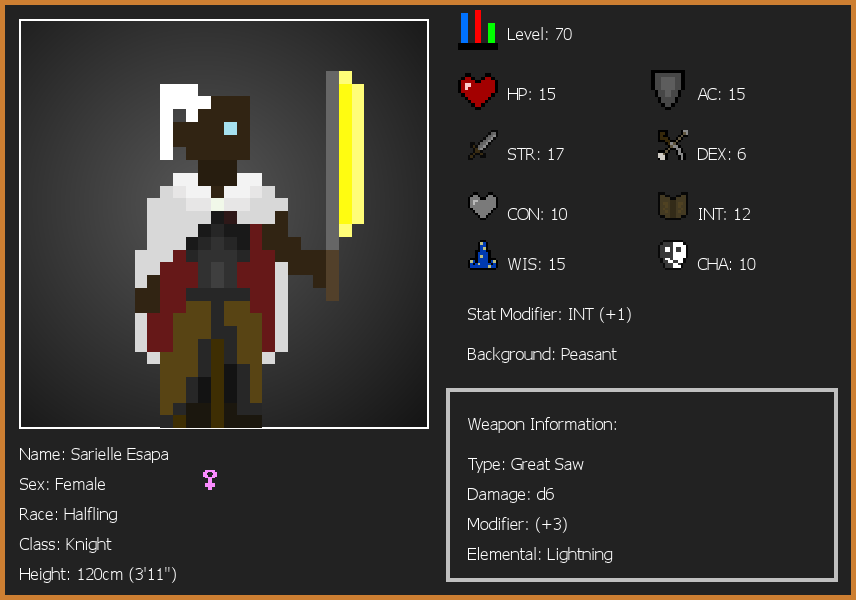 Level: 70
HP: 15
AC: 15
STR: 17
DEX: 6
CON: 10
INT: 12
WIS: 15
CHA: 10
Stat Modifier: INT (+1)
Background: Peasant
Weapon Information:
Type: Great Saw
Damage: d6
Modifier: (+3)
Elemental: Lightning
Name: Sarielle Esapa
Sex: Female
Race: Halfling
Class: Knight
Height: 120cm (3'11")